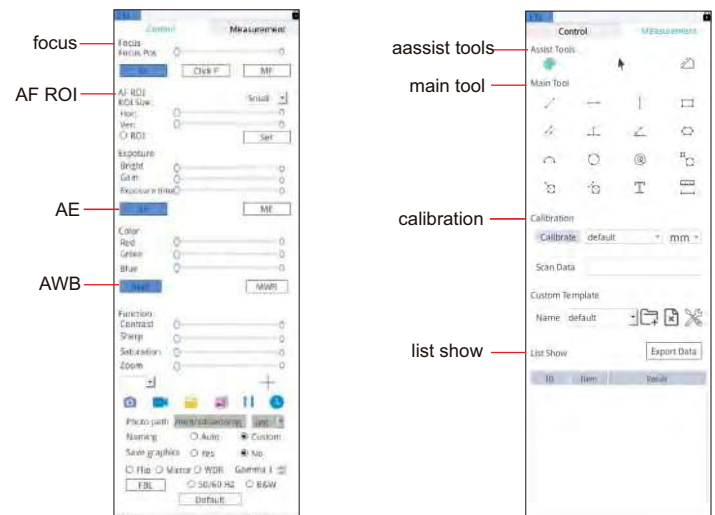 focus
AF ROI
AE
AWB
Control
Measurement
Focus
Focus Pos
0
Click F
MF
AF ROI
ROI Size:
Small
Hor:
0
Ver:
0
ROI
Set
Exposure
Bright
0
Gain
0
Exposure time
0
AE
ME
Color
Red
0
Green
0
Blue
0
MWB
Function
Contrast
0
Sharp
0
Saturation
0
Zoom
0
Photo path
Naming
Auto
Custom
Save graphics
Yes
No
Flip
Mirror
WDR
Gamma 1
FBL
50/60 HZ
B&W
Default
aassist tools
main tool
calibration
list show
Control
Measurement
Assist Tools
Main Tool
T
Calibration
Calibrate
default
mm
Scan Data
Custom Template
Name
default
List Show
Export Data
ID
Item
Result